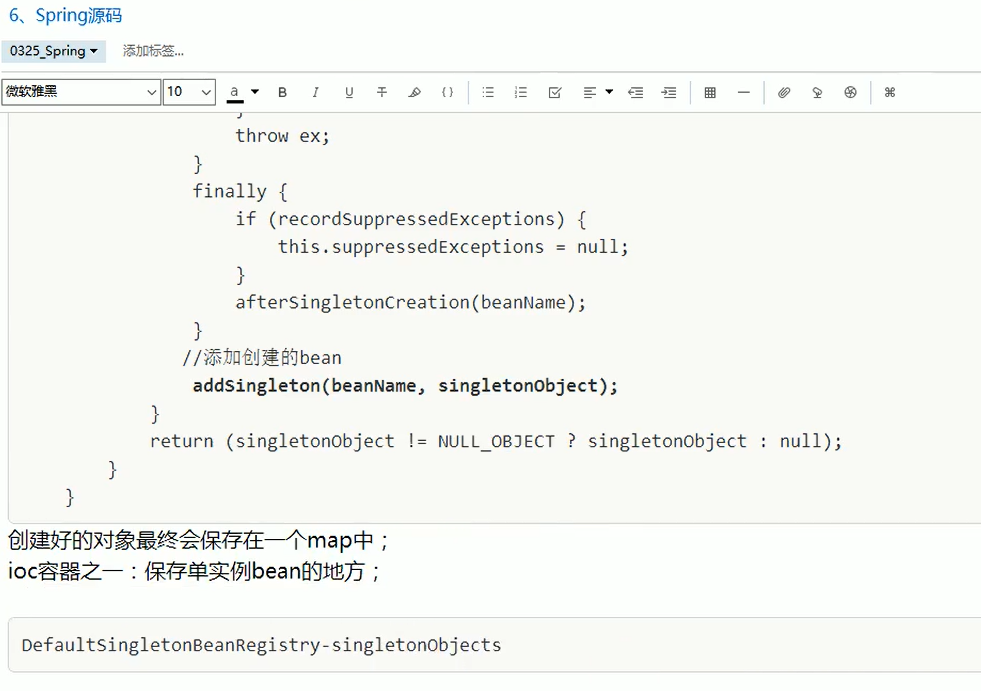 6、Spring源码
0325_Spring 添加标签...
微软雅黑 10 a B I U T {}
}
throw ex;
}
finally {
if (recordSuppressedExceptions) {
this.suppressedExceptions = null;
}
afterSingletonCreation(beanName);
}
//添加创建的bean
addSingleton(beanName, singletonObject);
}
return (singletonObject != NULL_OBJECT ? singletonObject : null);
}
}
创建好的对象最终会保存在一个map中；
ioc容器之一：保存单实例bean的地方；
DefaultSingletonBeanRegistry-singletonObjects